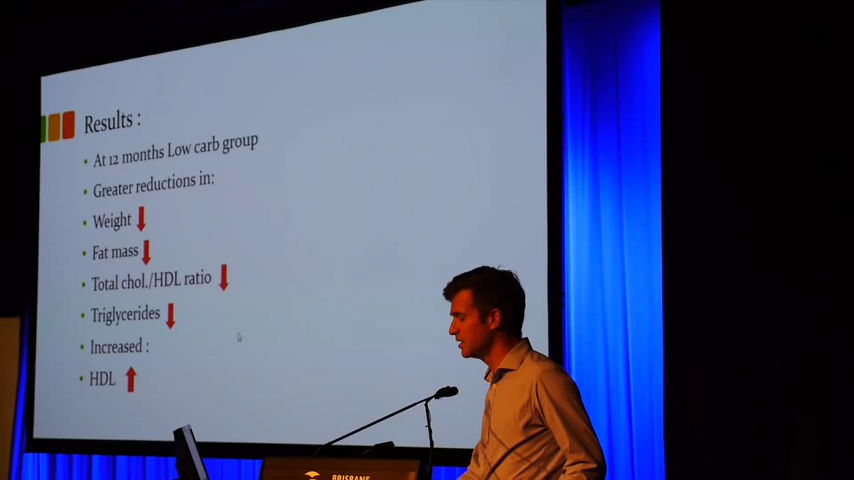 Results :
At 12 months Low carb group
Greater reductions in:
Weight
Fat mass
Total chol./HDL ratio
Triglycerides
Increased :
HDL
BRISBANE